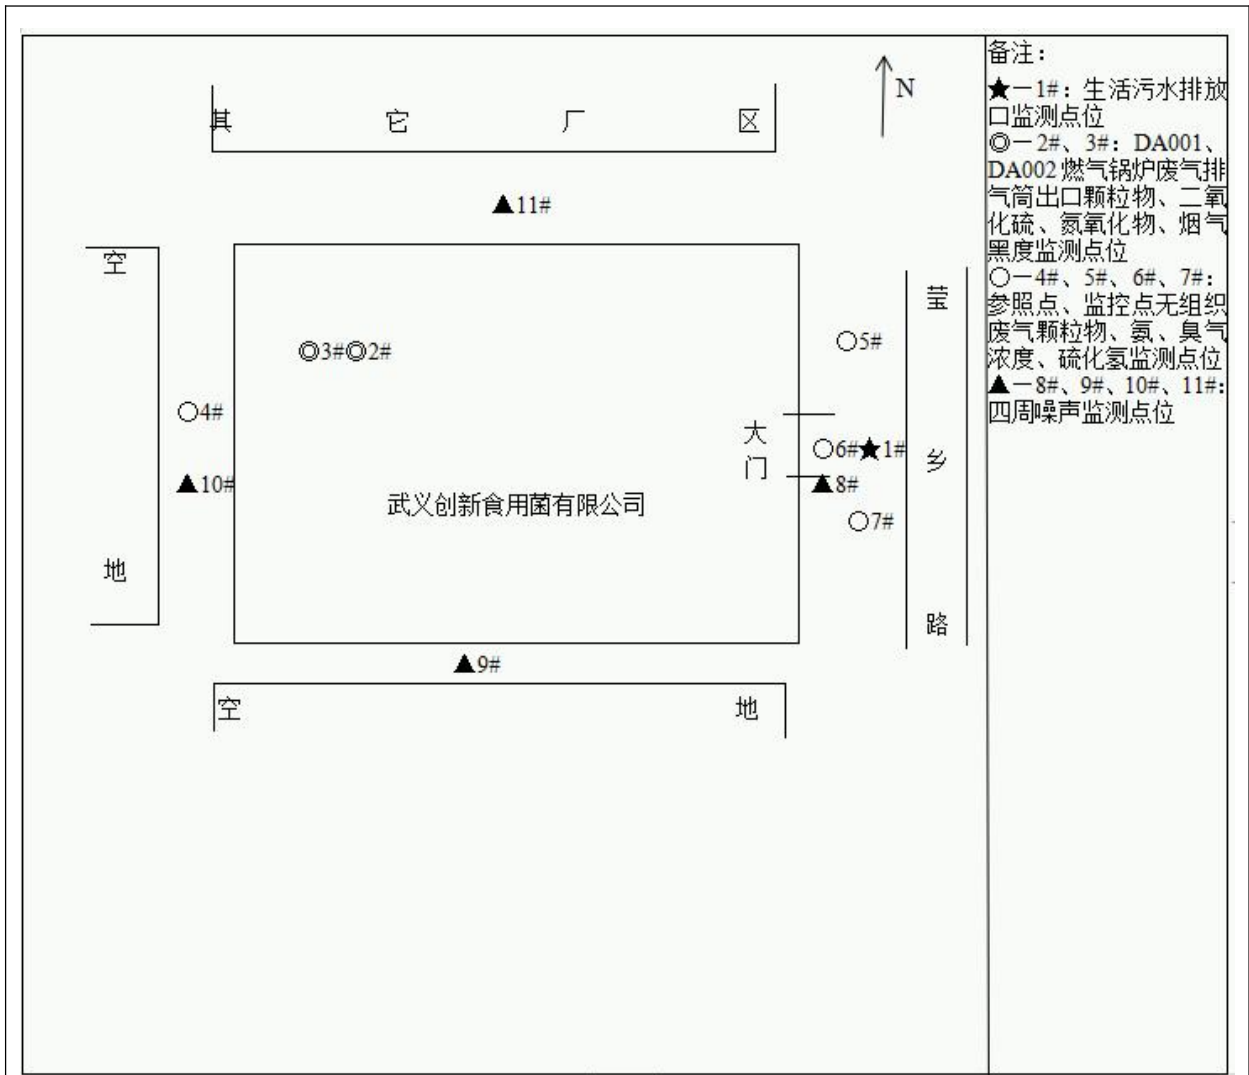 N
其 它 厂 区
▲11#
空
地
◎3#◎2#
○4#
▲10#
武义创新食用菌有限公司
大
门
○5#
○6#★1#
▲8#
○7#
莹
乡
路
▲9#
空 地
备注：
★－1#：生活污水排放
口监测点位
◎－2#、3#：DA001、
DA002燃气锅炉废气排
气筒出口颗粒物、二氧
化硫、氮氧化物、烟气
黑度监测点位
○－4#、5#、6#、7#：
参照点、监控点无组织
废气颗粒物、氨、臭气
浓度、硫化氢监测点位
▲－8#、9#、10#、11#：
四周噪声监测点位